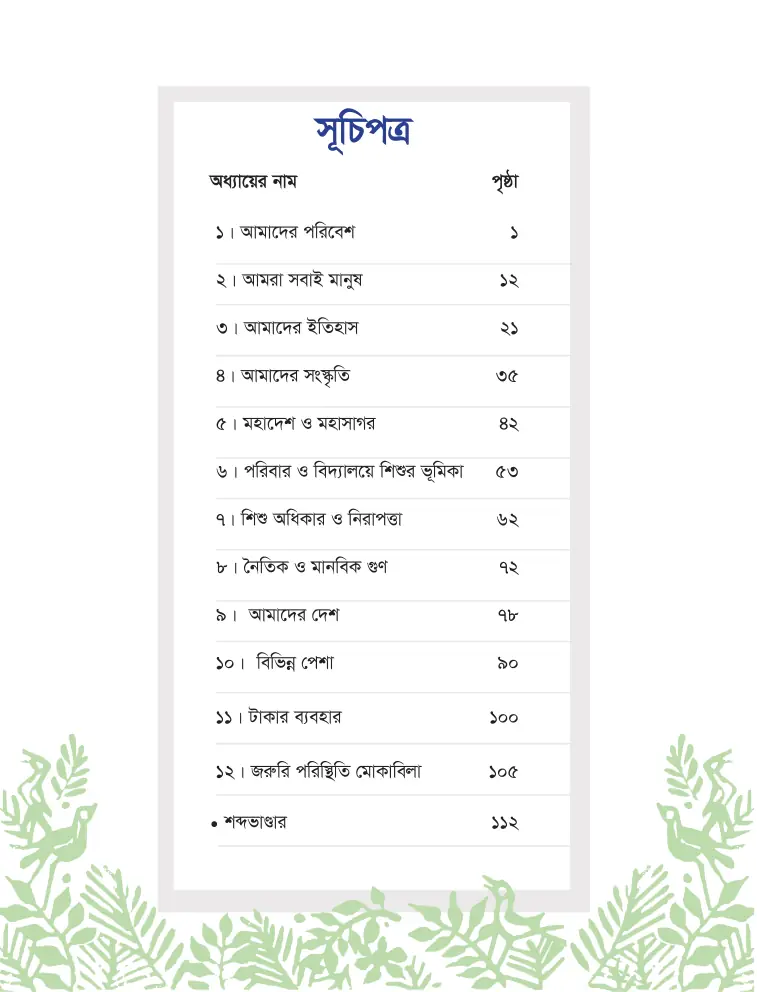 সূচিপত্র
অধ্যায়ের নাম পৃষ্ঠা
১। আমাদের পরিবেশ ১
২। আমরা সবাই মানুষ ১২
৩। আমাদের ইতিহাস ২১
৪। আমাদের সংস্কৃতি ৩৫
৫। মহাদেশ ও মহাসাগর ৪২
৬। পরিবার ও বিদ্যালয়ে শিশুর ভূমিকা ৫৩
৭। শিশু অধিকার ও নিরাপত্তা ৬২
৮। নৈতিক ও মানবিক গুণ ৭২
৯। আমাদের দেশ ৭৮
১০। বিভিন্ন পেশা ৯০
১১। টাকার ব্যবহার ১০০
১২। জরুরি পরিস্থিতি মোকাবিলা ১০৫
• শব্দভাণ্ডার ১১২